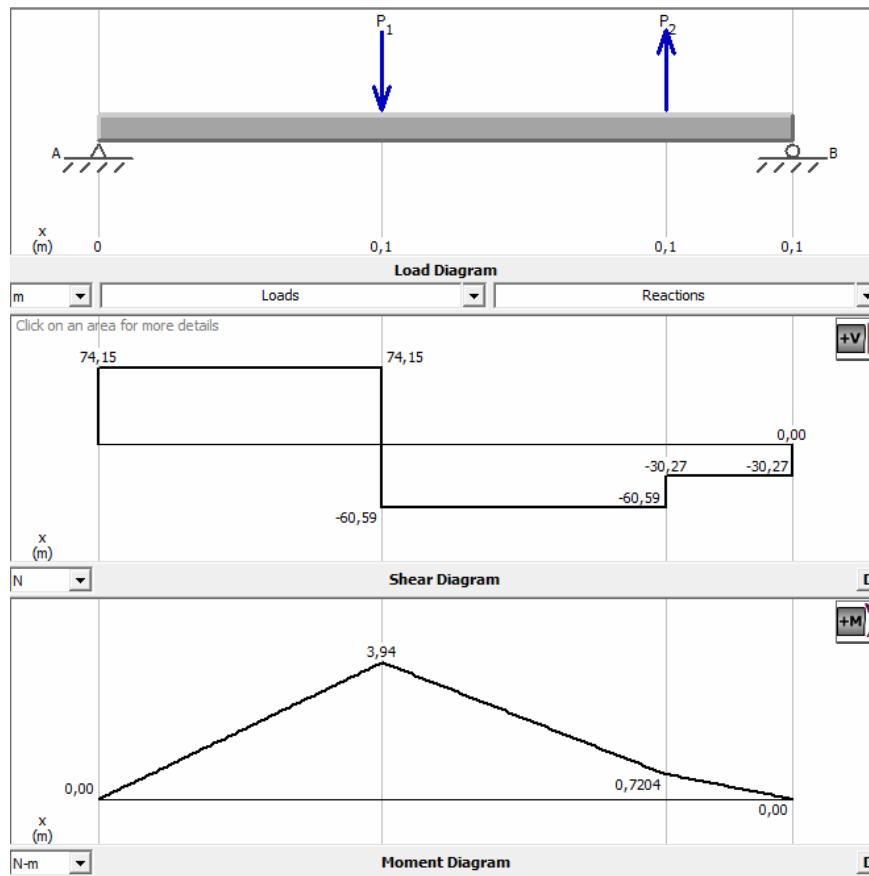 P1 P2
A B
x
(m) 0 0,1 0,1 0,1
Load Diagram
m Loads Reactions
Click on an area for more details
+V
74,15 74,15
0,00
-30,27 -30,27
-60,59
-60,59
x
(m)
N Shear Diagram D
+M
3,94
0,7204
0,00
0,00
x
(m)
N-m Moment Diagram D